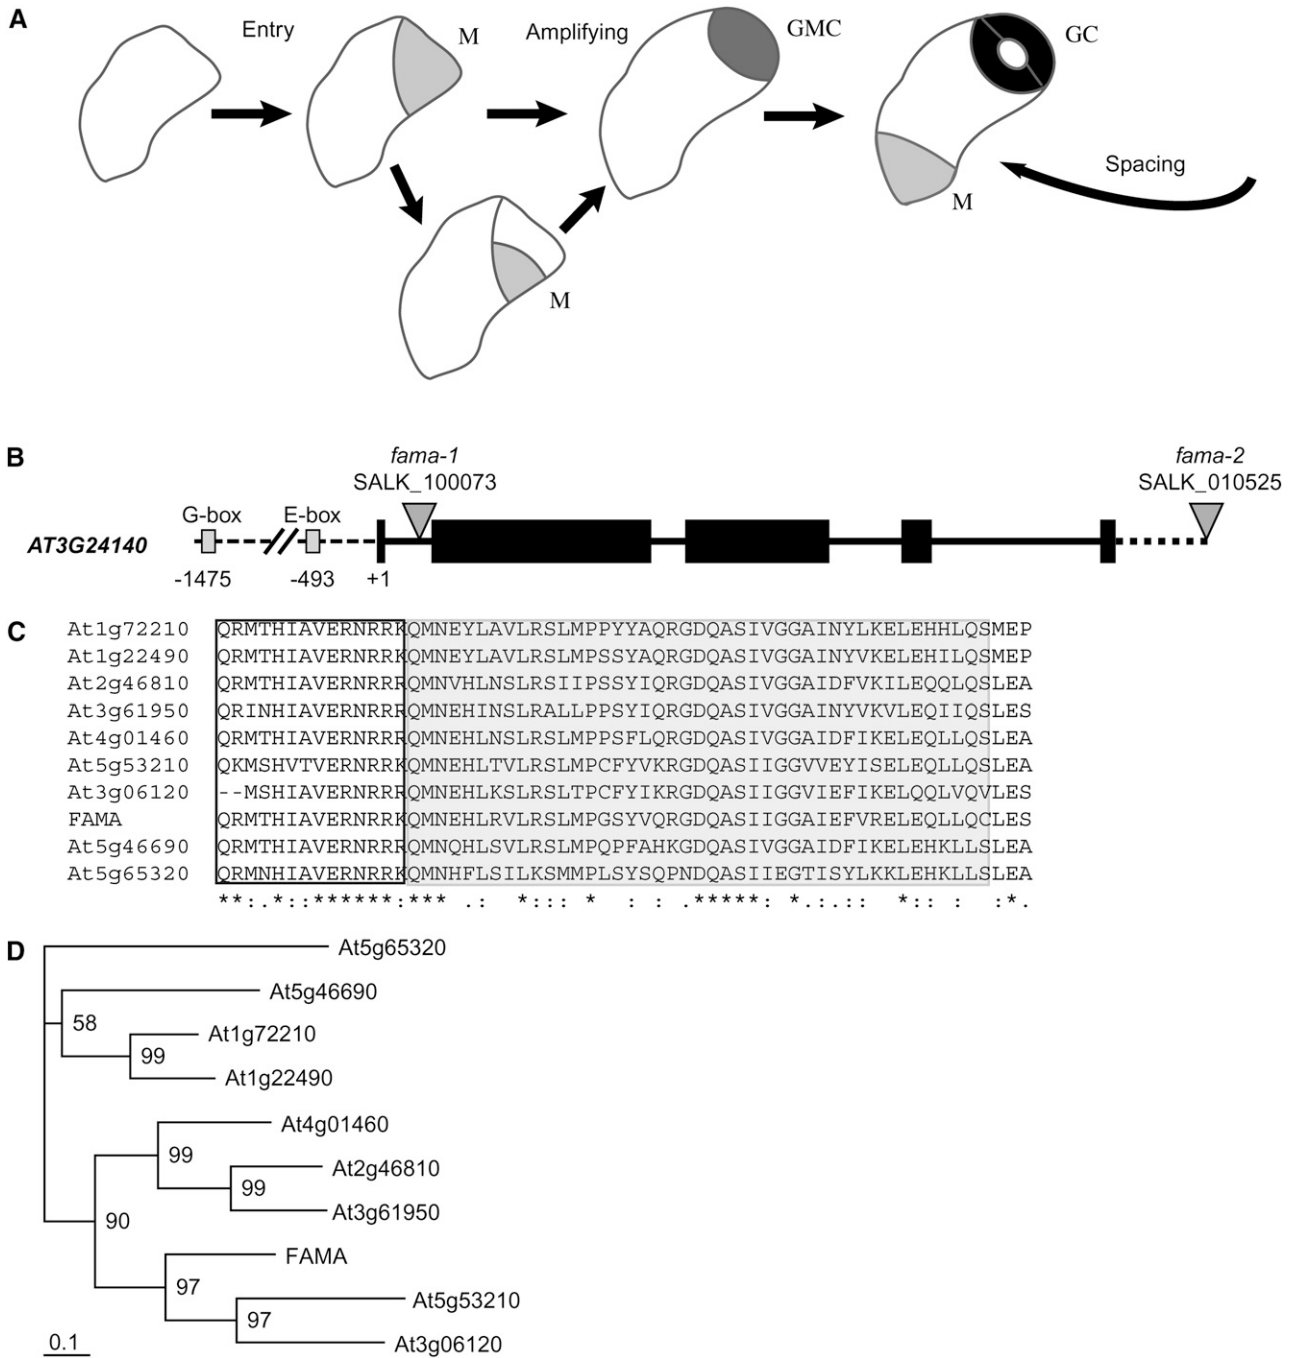 A
Entry
M
Amplifying
GMC
GC
M
Spacing
M
B
fama-1
SALK_100073
fama-2
SALK_010525
G-box
E-box
AT3G24140
-1475
-493
+1
C
At1g72210 QRMTHIAVERNRRKQMNEYLAVLRSLMPPYYAQRGDQASIVGGAINYLKELEHHLQSMEP
At1g22490 QRMTHIAVERNRRKQMNEYLAVLRSLMPSSYAQRGDQASIVGGAINYVKELEHILQSMEP
At2g46810 QRMTHIAVERNRRRQMNVHLNSLRSIIPSSYIQRGDQASIVGGAIDFVKILEQQLQSLEA
At3g61950 QRINHIAVERNRRRQMNEHINSLRALLPPSYIQRGDQASIVGGAINYVKVLEQIIQSLES
At4g01460 QRMTHIAVERNRRRQMNEHLNSLRSLMPPSFLQRGDQASIVGGAIDFIKELEQLLQSLEA
At5g53210 QKMSHVTVERNRRKQMNEHLTVLRSLMPCFYVKRGDQASIIGGVVEYISELEQLLQSLEA
At3g06120 --MSHIAVERNRRRQMNEHLKSLRSLTPCFYIKRGDQASIIGGVIEFIKELQQLVQVLES
FAMA QRMTHIAVERNRRKQMNEHLRVLRSLMPGSYVQRGDQASIIGGAIEFVRELEQLLQCLES
At5g46690 QRMTHIAVERNRRRQMNQHLSVLRSLMPQPFAHKGDQASIVGGAIDFIKELEHKLLSLEA
At5g65320 QRMNHIAVERNRRKQMNHFLSILKSMMPLSYSQPNDQASIIEGTISYLKKLEHKLLSLEA
**:.*::******:*** .: *::: * : : .*****: *.:.:: *:: : :*.
D
At5g65320
At5g46690
58
At1g72210
99
At1g22490
At4g01460
99
At2g46810
99
At3g61950
90
FAMA
97
At5g53210
97
At3g06120
0.1